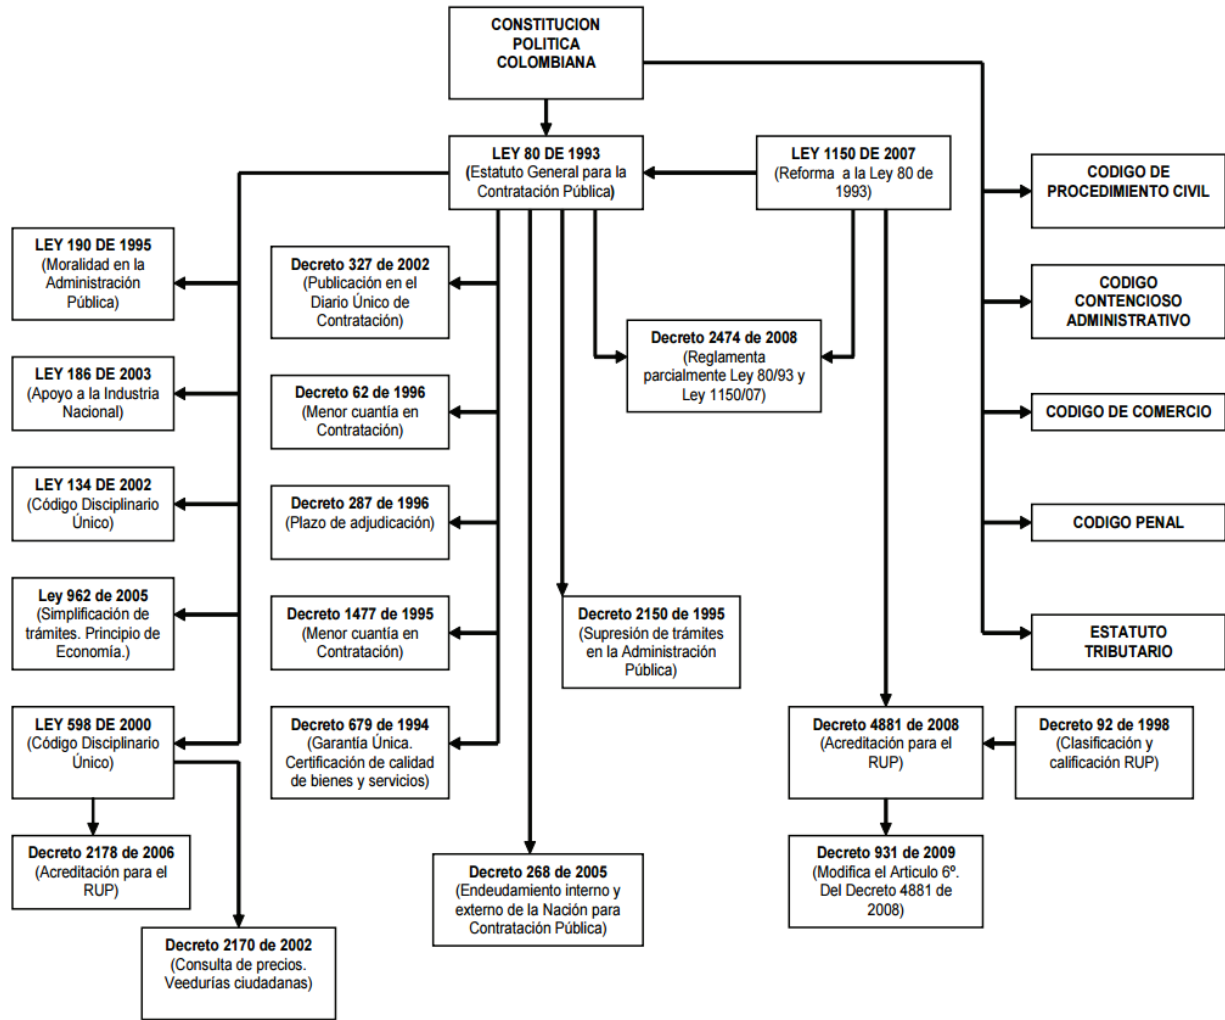 CONSTITUCION
POLITICA
COLOMBIANA
LEY 80 DE 1993
(Estatuto General para la
Contratación Pública)
LEY 1150 DE 2007
(Reforma a la Ley 80 de
1993)
CODIGO DE
PROCEDIMIENTO CIVIL
LEY 190 DE 1995
(Moralidad en la
Administración
Pública)
Decreto 327 de 2002
(Publicación en el
Diario Único de
Contratación)
CODIGO
CONTENCIOSO
ADMINISTRATIVO
Decreto 2474 de 2008
(Reglamenta
parcialmente Ley 80/93 y
Ley 1150/07)
LEY 186 DE 2003
(Apoyo a la Industria
Nacional)
Decreto 62 de 1996
(Menor cuantía en
Contratación)
CODIGO DE COMERCIO
LEY 134 DE 2002
(Código Disciplinario
Único)
Decreto 287 de 1996
(Plazo de adjudicación)
CODIGO PENAL
Ley 962 de 2005
(Simplificación de
trámites. Principio de
Economía.)
Decreto 1477 de 1995
(Menor cuantía en
Contratación)
Decreto 2150 de 1995
(Supresión de trámites
en la Administración
Pública)
ESTATUTO
TRIBUTARIO
LEY 598 DE 2000
(Código Disciplinario
Único)
Decreto 679 de 1994
(Garantía Única.
Certificación de calidad
de bienes y servicios)
Decreto 4881 de 2008
(Acreditación para el
RUP)
Decreto 92 de 1998
(Clasificación y
calificación RUP)
Decreto 2178 de 2006
(Acreditación para el
RUP)
Decreto 268 de 2005
(Endeudamiento interno y
externo de la Nación para
Contratación Pública)
Decreto 931 de 2009
(Modifica el Articulo 6º.
Del Decreto 4881 de
2008)
Decreto 2170 de 2002
(Consulta de precios.
Veedurías ciudadanas)